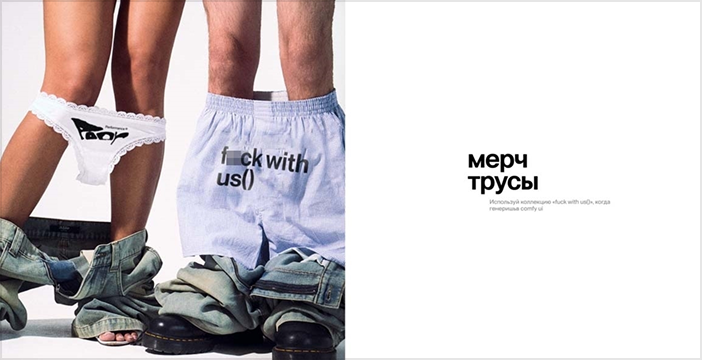 f ck with
us()
мерч
трусы
Используй коллекцию «fuck with us()», когда
генеришь comfy ui